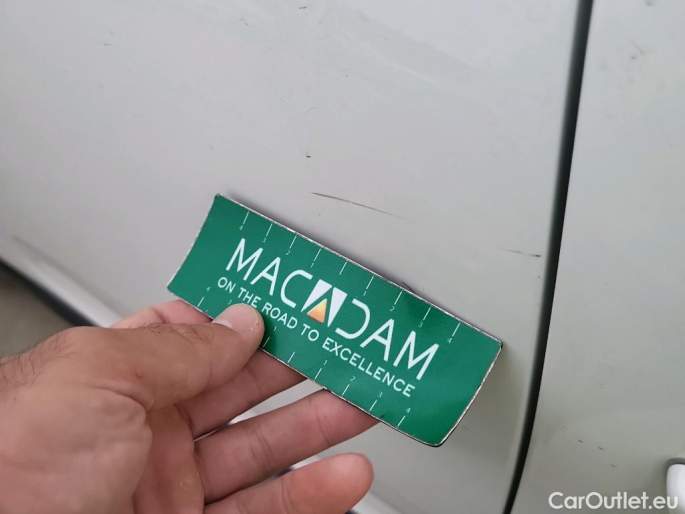 MACADAM
ON THE ROAD TO EXCELLENCE
CarOutlet.eu